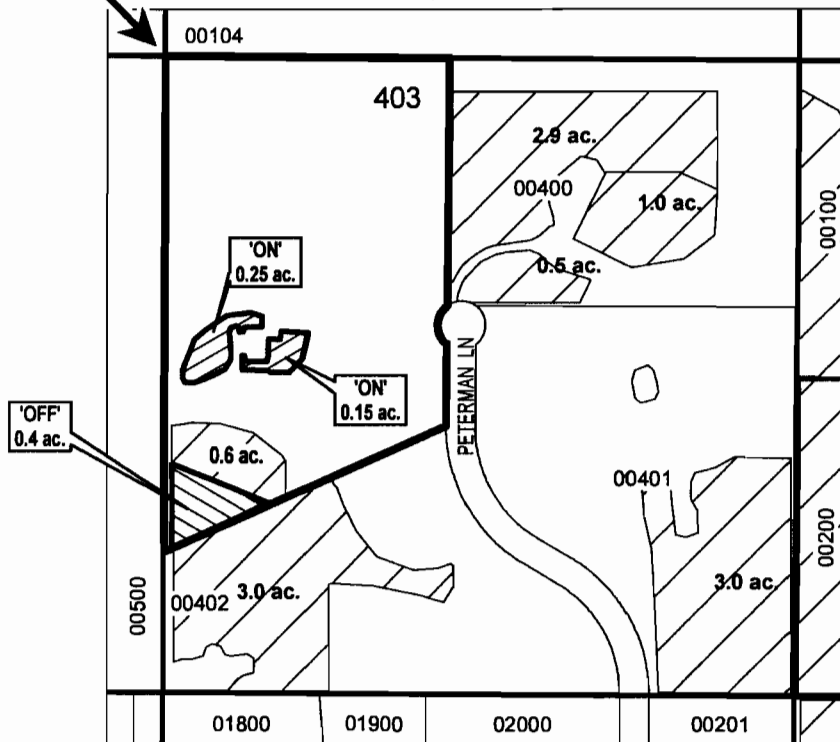 00104
403
2.9 ac.
00400
1.0 ac.
00100
'ON'
0.25 ac.
0.5 ac.
PETERMAN LN
'ON'
0.15 ac.
'OFF'
0.4 ac.
0.6 ac.
00401
00200
00500
00402
3.0 ac.
3.0 ac.
01800
01900
02000
00201